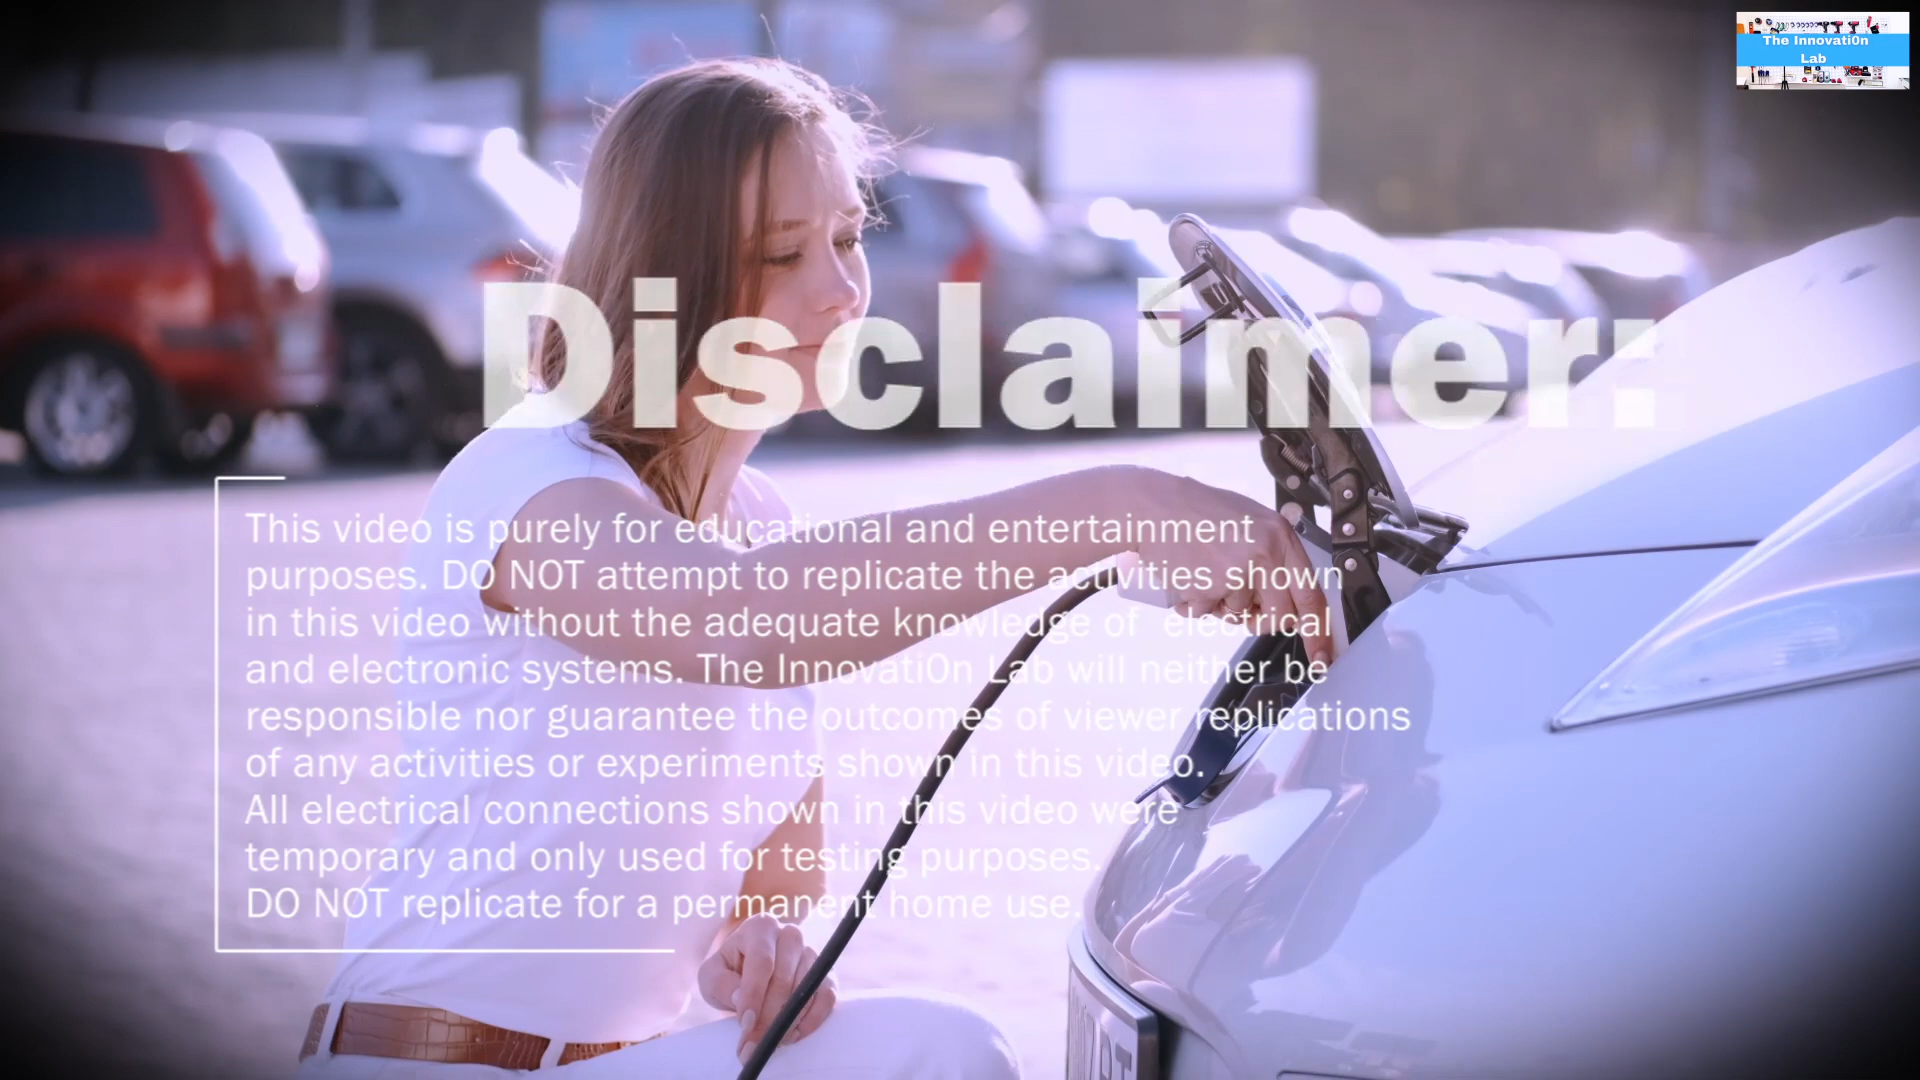 The Innovati0n
Lab
Disclaimer:
This video is purely for educational and entertainment
purposes. DO NOT attempt to replicate the activities shown
in this video without the adequate knowledge of  electrical
and electronic systems. The Innovati0n Lab will neither be
responsible nor guarantee the outcomes of viewer replications
of any activities or experiments shown in this video.
All electrical connections shown in this video were
temporary and only used for testing purposes.
DO NOT replicate for a permanent home use.